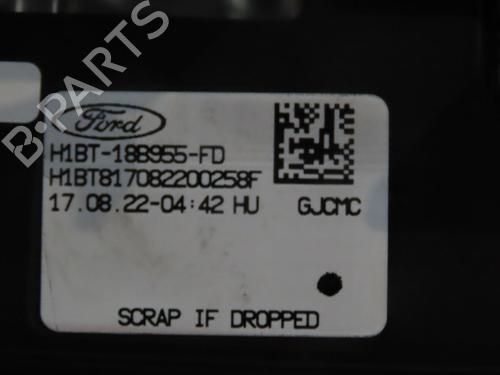 Ford
H1BT-18B955-FD
H1BT817082200258F
17.08.22-04:42 HU GJCMC
SCRAP IF DROPPED
B-PARTS